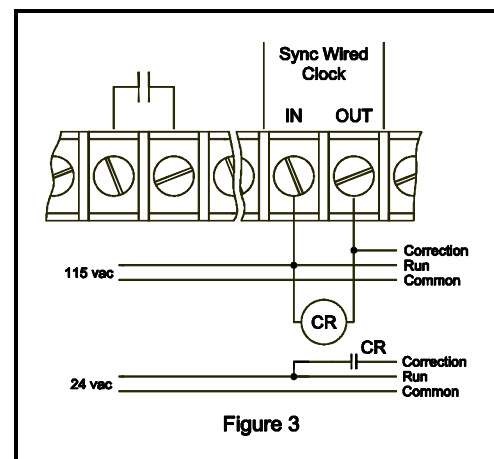 Sync Wired
Clock
IN OUT
Correction
115 vac Run
Common
CR
CR
Correction
24 vac Run
Common
Figure 3